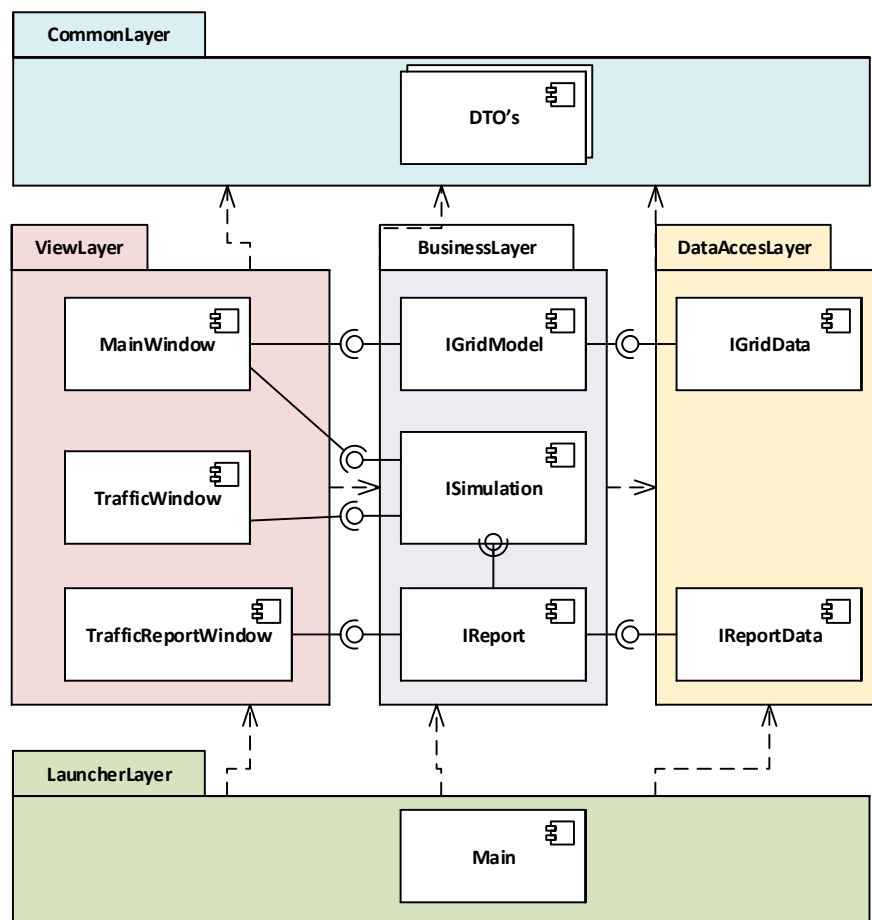 CommonLayer
DTO's
ViewLayer
BusinessLayer
DataAccesLayer
MainWindow
IGridModel
IGridData
TrafficWindow
ISimulation
TrafficReportWindow
IReport
IReportData
LauncherLayer
Main